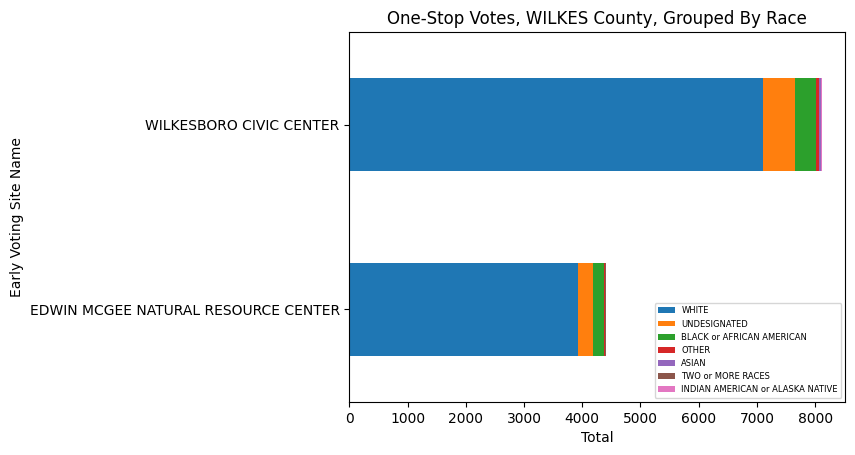 One-Stop Votes, WILKES County, Grouped By Race
Early Voting Site Name
WILKESBORO CIVIC CENTER
EDWIN MCGEE NATURAL RESOURCE CENTER
WHITE
UNDESIGNATED
BLACK or AFRICAN AMERICAN
OTHER
ASIAN
TWO or MORE RACES
INDIAN AMERICAN or ALASKA NATIVE
0 1000 2000 3000 4000 5000 6000 7000 8000
Total